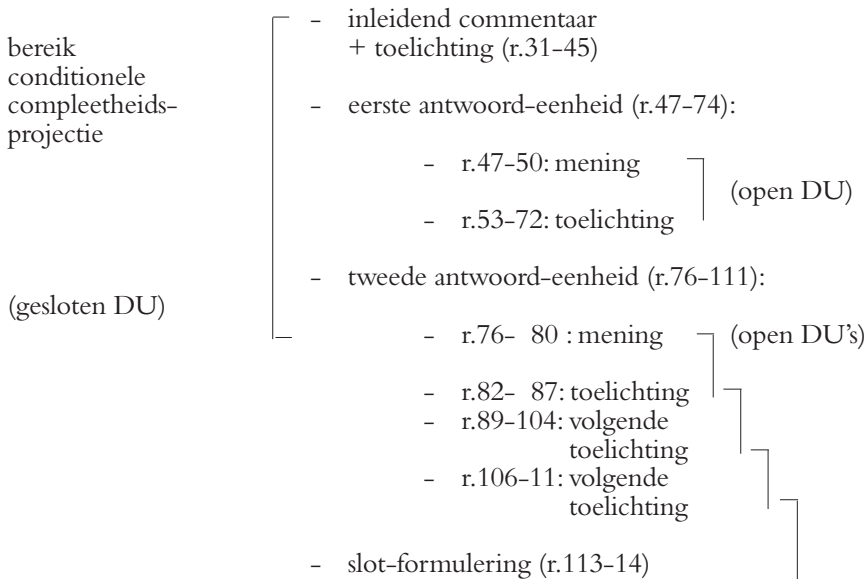 - inleidend commentaar
bereik
+ toelichting (r.31-45)
conditionele
compleetheids-
- eerste antwoord-eenheid (r.47-74):
projectie
- r.47-50: mening
(open DU)
- r.53-72: toelichting
- tweede antwoord-eenheid (r.76-111):
(gesloten DU)
- r.76- 80 : mening
(open DU's)
- r.82- 87: toelichting
- r.89-104: volgende
toelichting
- r.106-11: volgende
toelichting
- slot-formulering (r.113-14)